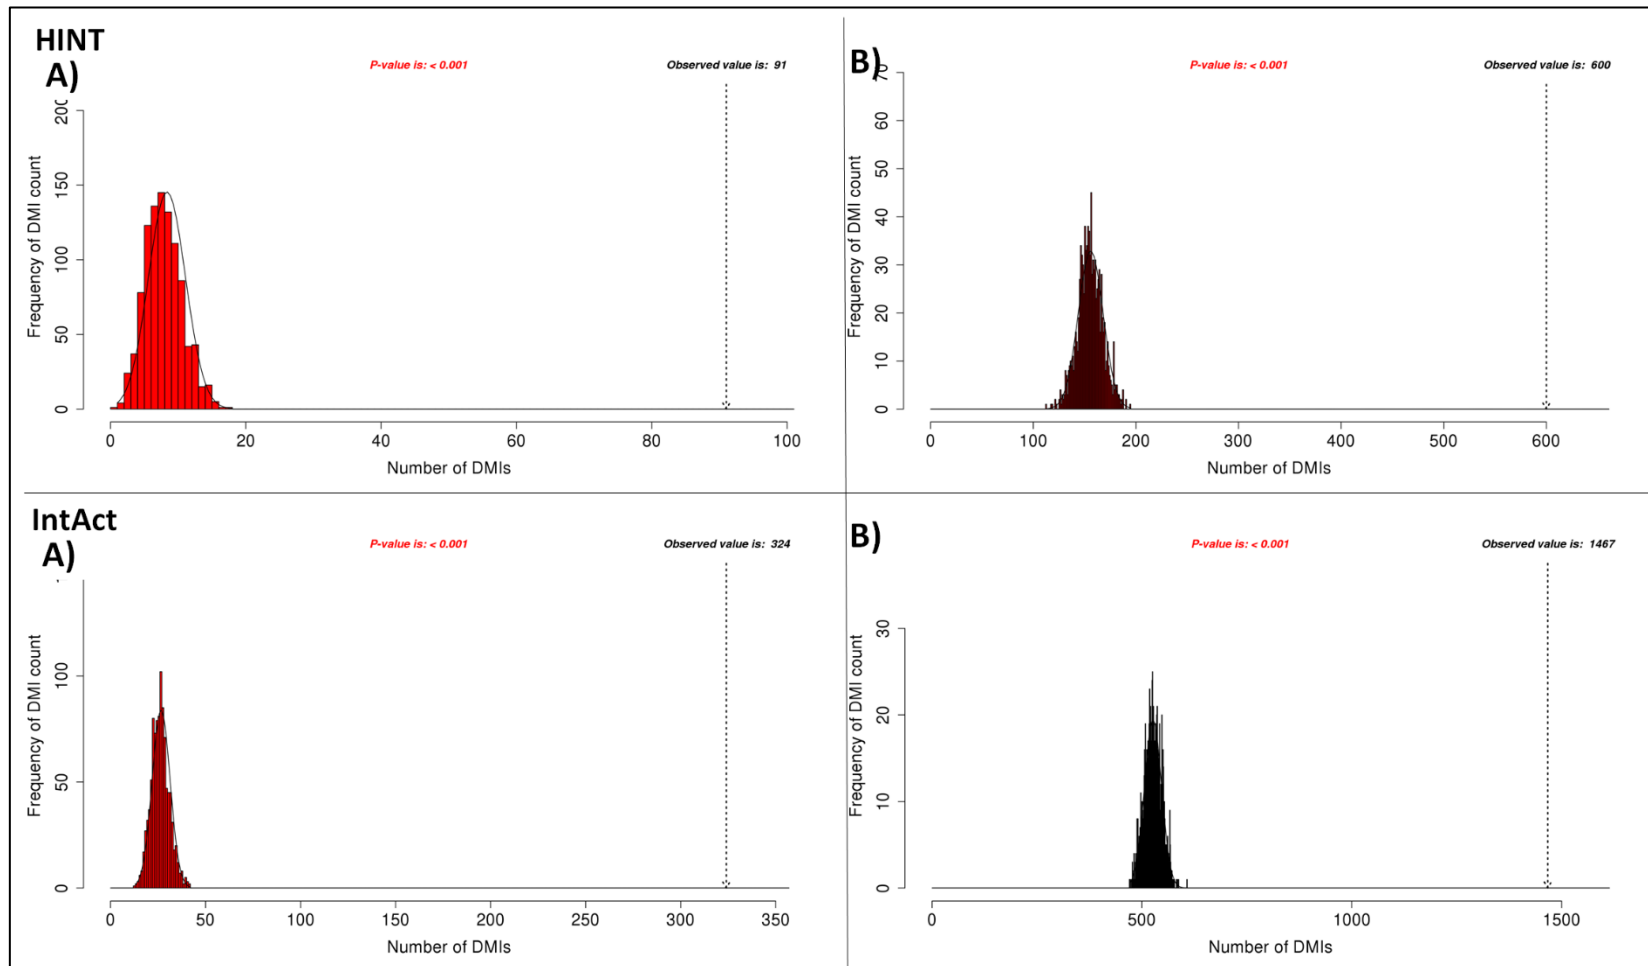 HINT
A)
P-value is: < 0.001
Observed value is: 91
Frequency of DMI count
0
50
100
150
0
20
40
60
80
100
Number of DMIs
B)
P-value is: < 0.001
Observed value is: 600
Frequency of DMI count
0
10
20
30
40
50
60
70
0
100
200
300
400
500
600
Number of DMIs
IntAct
A)
P-value is: < 0.001
Observed value is: 324
Frequency of DMI count
0
50
100
0
50
100
150
200
250
300
350
Number of DMIs
B)
P-value is: < 0.001
Observed value is: 1467
Frequency of DMI count
0
10
20
30
0
500
1000
1500
Number of DMIs